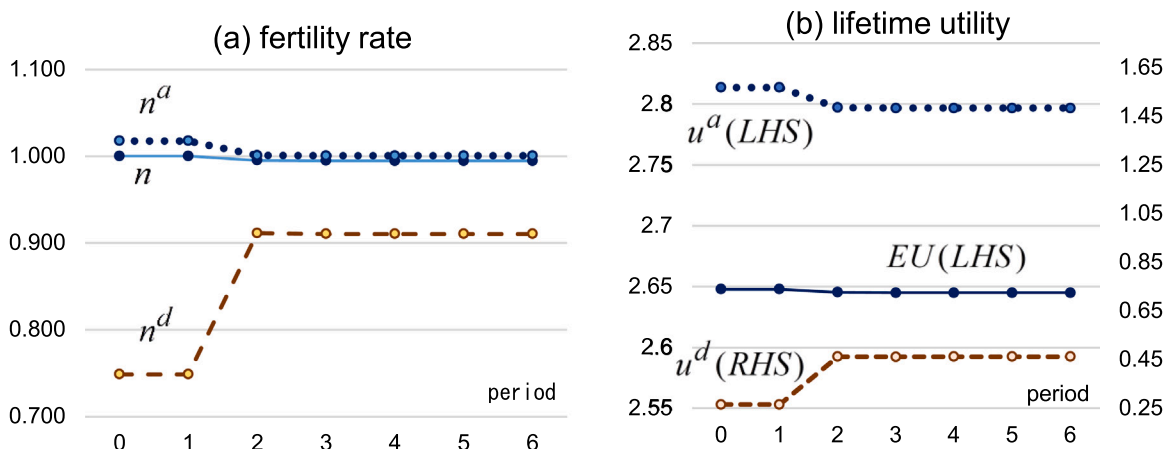 (a) fertility rate
1.100
1.000
0.900
0.800
0.700
n^a
n
n^d
period
0 1 2 3 4 5 6
(b) lifetime utility
2.85
2.8
2.75
2.7
2.65
2.6
2.55
1.65
1.45
1.25
1.05
0.85
0.65
0.45
0.25
u^a (LHS)
EU (LHS)
u^d (RHS)
period
0 1 2 3 4 5 6